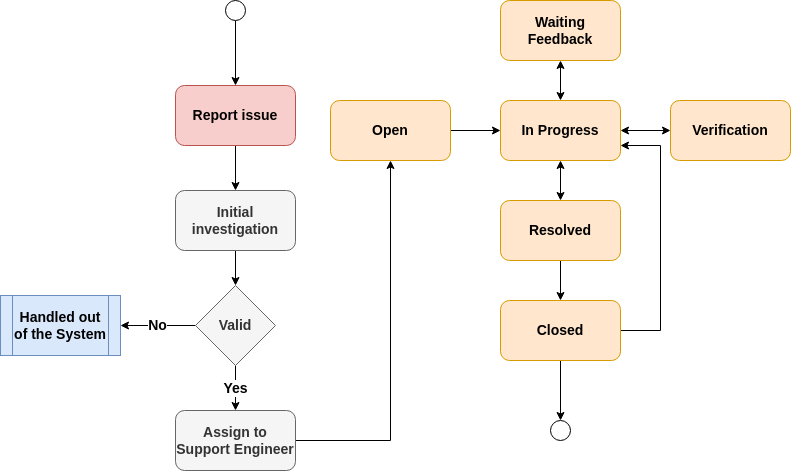 Report issue
Initial
investigation
Valid
No
Handled out
of the System
Yes
Assign to
Support Engineer
Open
Waiting
Feedback
In Progress
Verification
Resolved
Closed